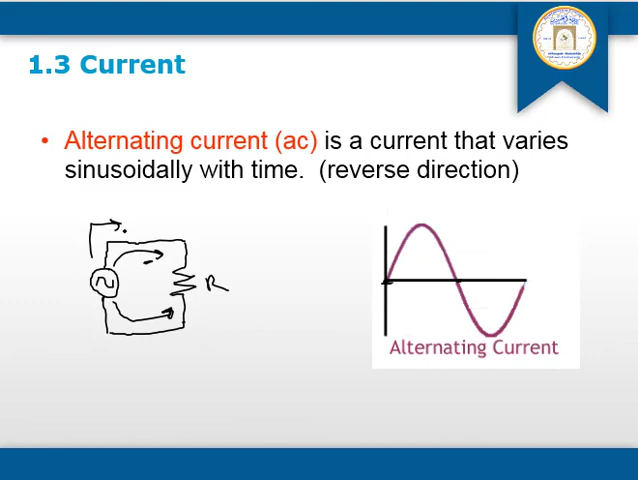 1.3 Current
• Alternating current (ac) is a current that varies
sinusoidally with time. (reverse direction)
R
Alternating Current